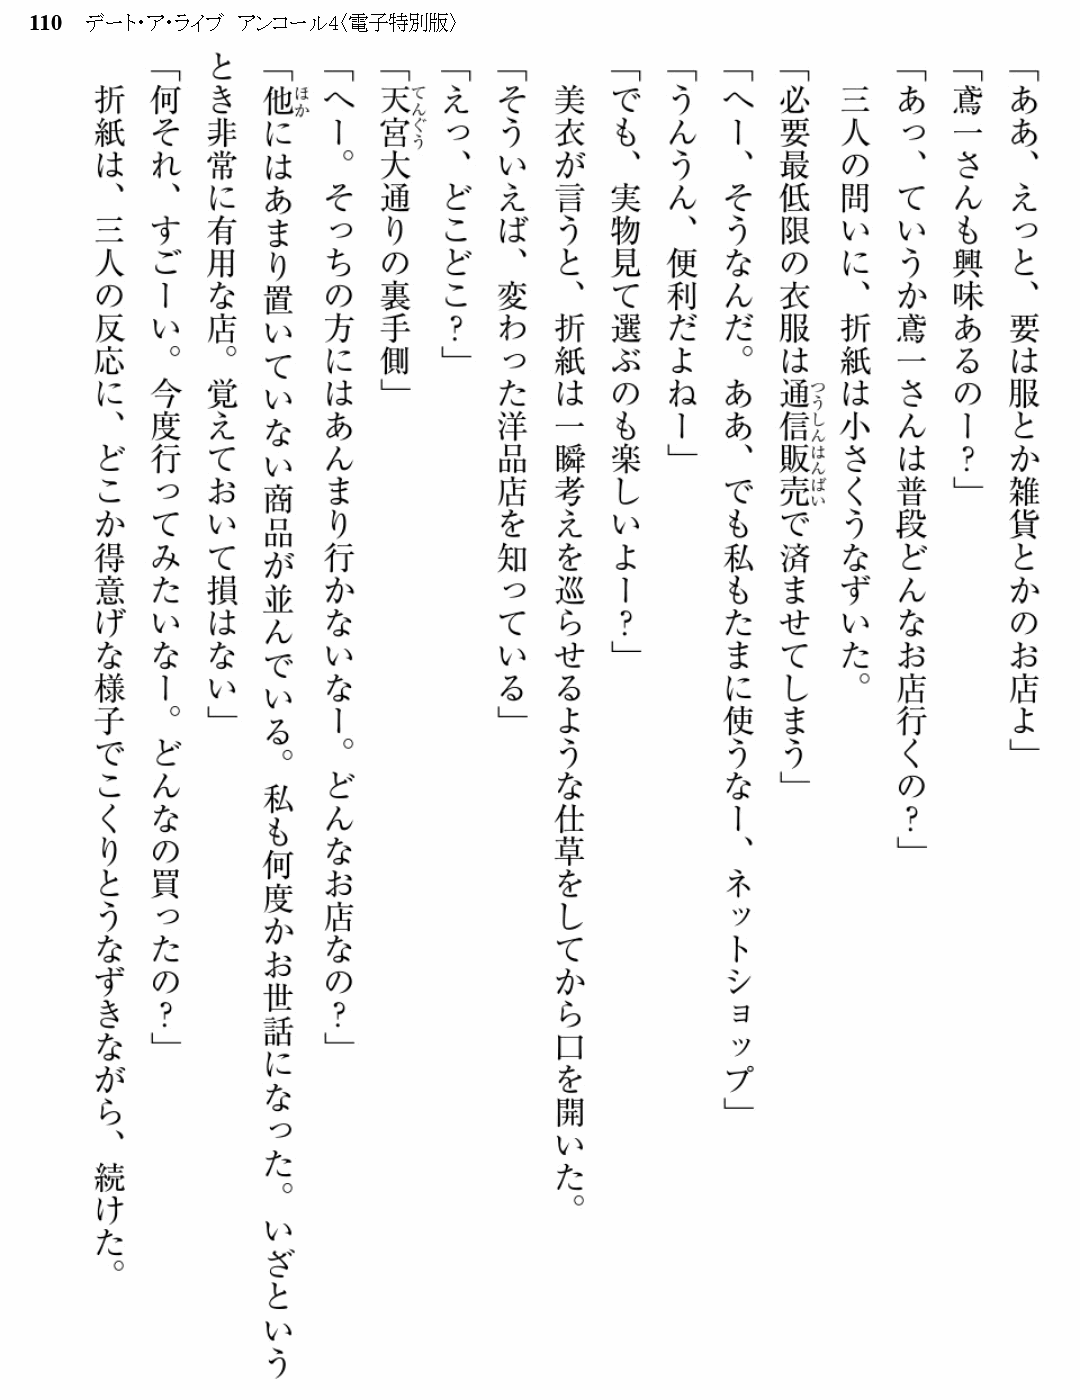 110 デート・ア・ライブ アンコール4〈電子特別版〉
「ああ、えっと、要は服とか雑貨とかのお店よ」
「鳶一さんも興味あるのー？」
「あっ、ていうか鳶一さんは普段どんなお店行くの？」
三人の問いに、折紙は小さくうなずいた。
「必要最低限の衣服は通信販売で済ませてしまう」
つうしんはんばい
「へー、そうなんだ。ああ、でも私もたまに使うなー、ネットショップ」
「うんうん、便利だよねー」
「でも、実物見て選ぶのも楽しいよー？」
美衣が言うと、折紙は一瞬考えを巡らせるような仕草をしてから口を開いた。
「そういえば、変わった洋品店を知っている」
「えっ、どこどこ？」
「天宮大通りの裏手側」
てんぐう
「へー。そっちの方にはあんまり行かないなー。どんなお店なの？」
「他にはあまり置いていない商品が並んでいる。私も何度かお世話になった。いざという
ほか
とき非常に有用な店。覚えておいて損はない」
「何それ、すごーい。今度行ってみたいなー。どんなの買ったの？」
折紙は、三人の反応に、どこか得意げな様子でこくりとうなずきながら、続けた。